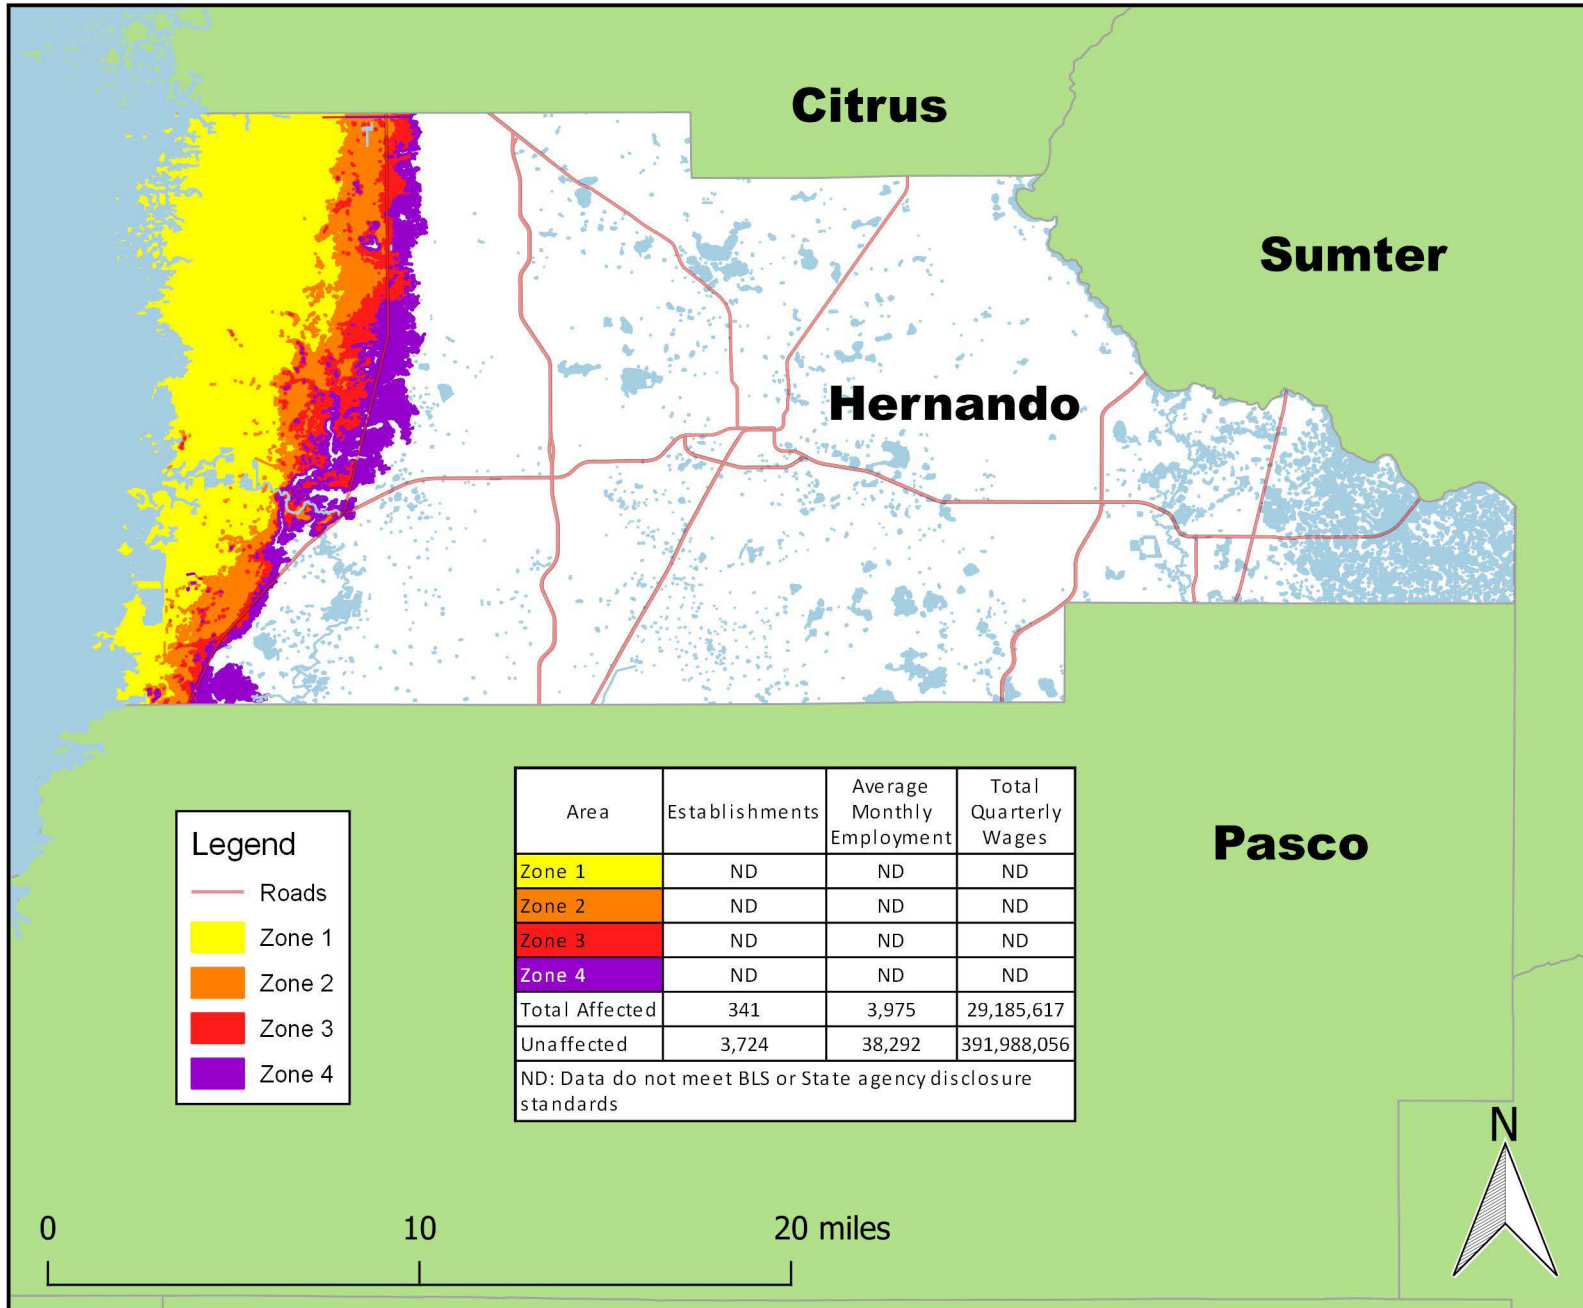 Citrus
Sumter
Hernando
Pasco
Legend
Roads
Zone 1
Zone 2
Zone 3
Zone 4
Area Establishments Average Monthly Employment Total Quarterly Wages
Zone 1 ND ND ND
Zone 2 ND ND ND
Zone 3 ND ND ND
Zone 4 ND ND ND
Total Affected 341 3,975 29,185,617
Unaffected 3,724 38,292 391,988,056
ND: Data do not meet BLS or State agency disclosure
standards
N
0 10 20 miles